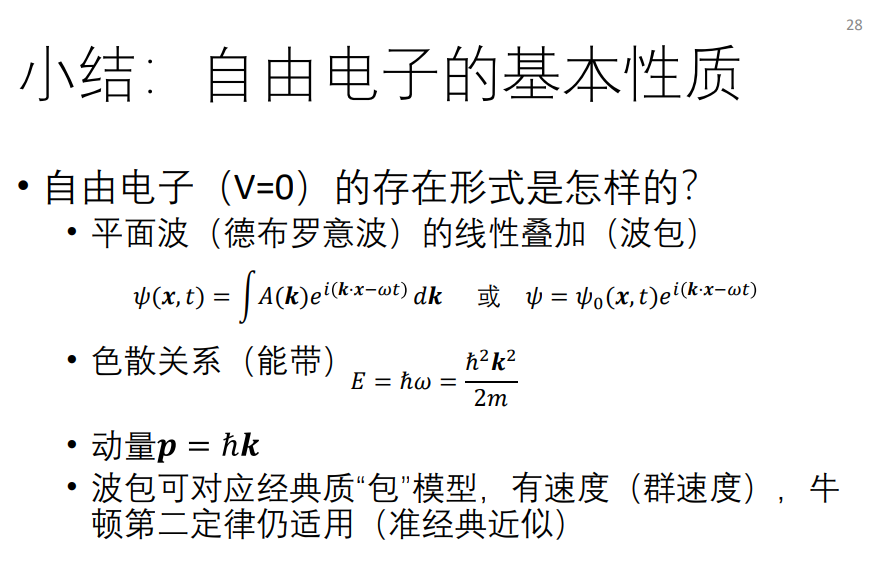 28
小结：自由电子的基本性质
• 自由电子（V=0）的存在形式是怎样的？
• 平面波（德布罗意波）的线性叠加（波包）
ψ(x, t) = ∫ A(k)e^{i(k·x−ωt)} dk 或 ψ = ψ₀(x, t)e^{i(k·x−ωt)}
• 色散关系（能带） E = ħω = ħ²k²/2m
• 动量p = ħk
• 波包可对应经典质“包”模型，有速度（群速度），牛
顿第二定律仍适用（准经典近似）